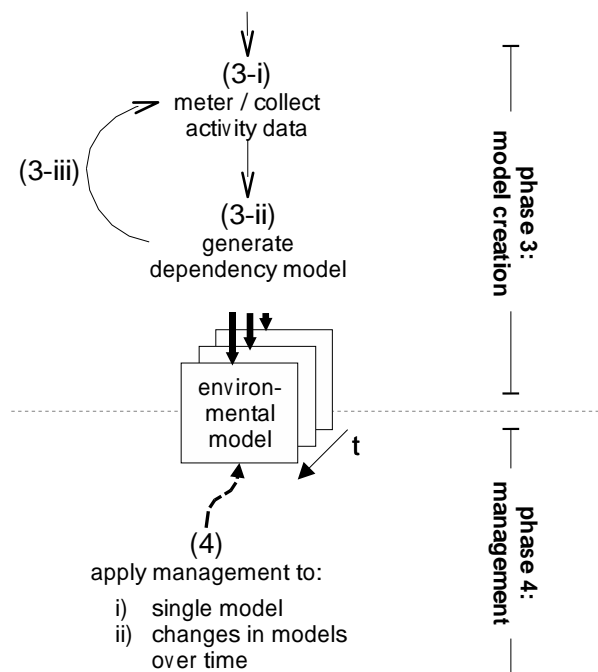 (3-i)
meter / collect
activity data
(3-iii)
(3-ii)
generate
dependency model
phase 3:
model creation
environ-
mental
model
t
(4)
apply management to:
i) single model
ii) changes in models
over time
phase 4:
management